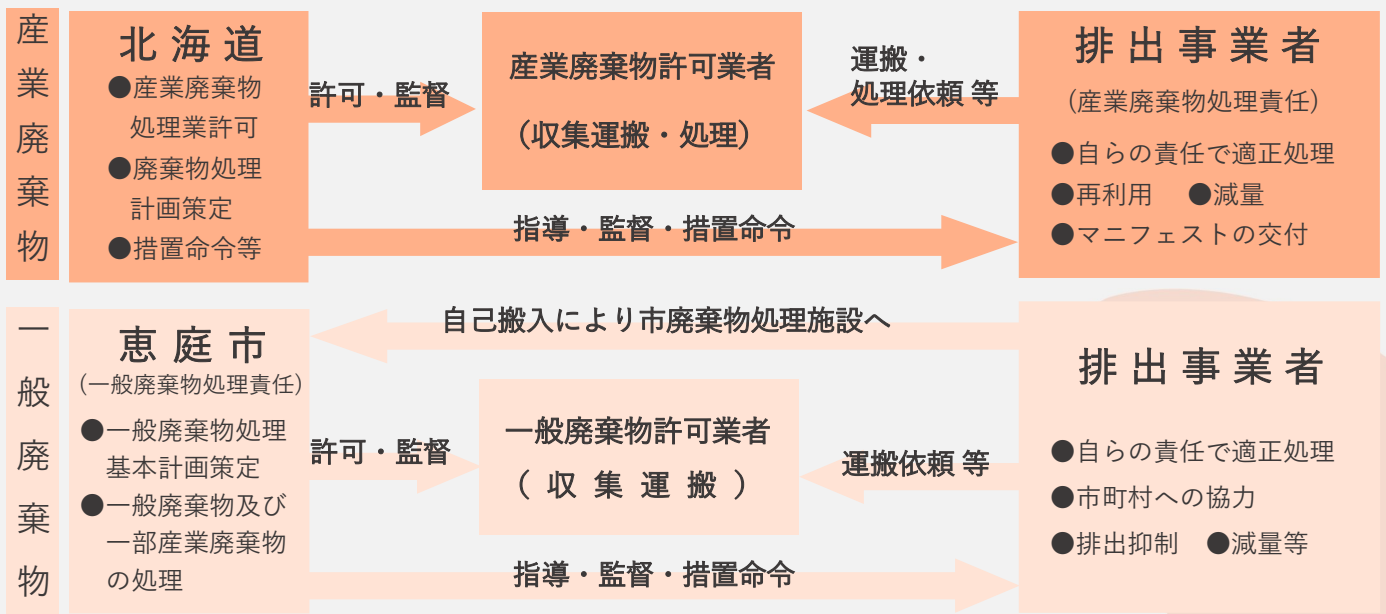 産業廃棄物
北海道
●産業廃棄物
処理業許可
●廃棄物処理
計画策定
●措置命令等
許可・監督
産業廃棄物許可業者
（収集運搬・処理）
運搬・
処理依頼 等
排出事業者
（産業廃棄物処理責任）
●自らの責任で適正処理
●再利用 ●減量
●マニフェストの交付
指導・監督・措置命令
一般廃棄物
恵庭市
（一般廃棄物処理責任）
●一般廃棄物処理
基本計画策定
●一般廃棄物及び
一部産業廃棄物
の処理
自己搬入により市廃棄物処理施設へ
許可・監督
一般廃棄物許可業者
（収集運搬）
運搬依頼 等
排出事業者
●自らの責任で適正処理
●市町村への協力
●排出抑制 ●減量等
指導・監督・措置命令